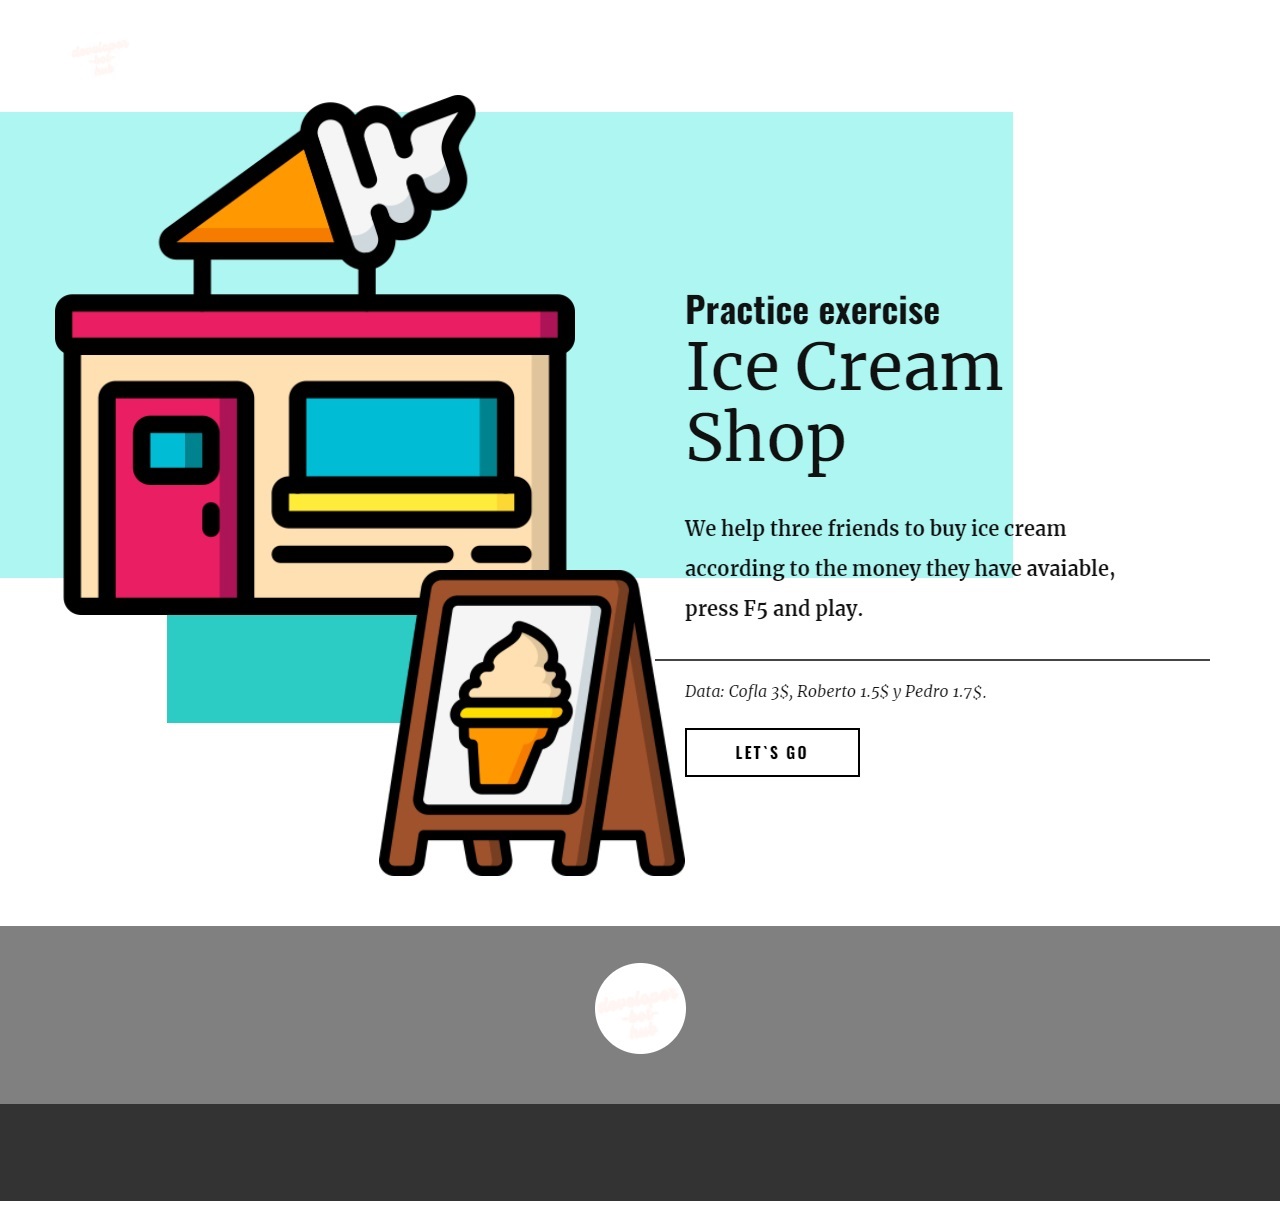 Practice exercise
Ice Cream
Shop
We help three friends to buy ice cream
according to the money they have avaiable,
press F5 and play.
Data: Cofla 3$, Roberto 1.5$ y Pedro 1.7$.
LET`S GO